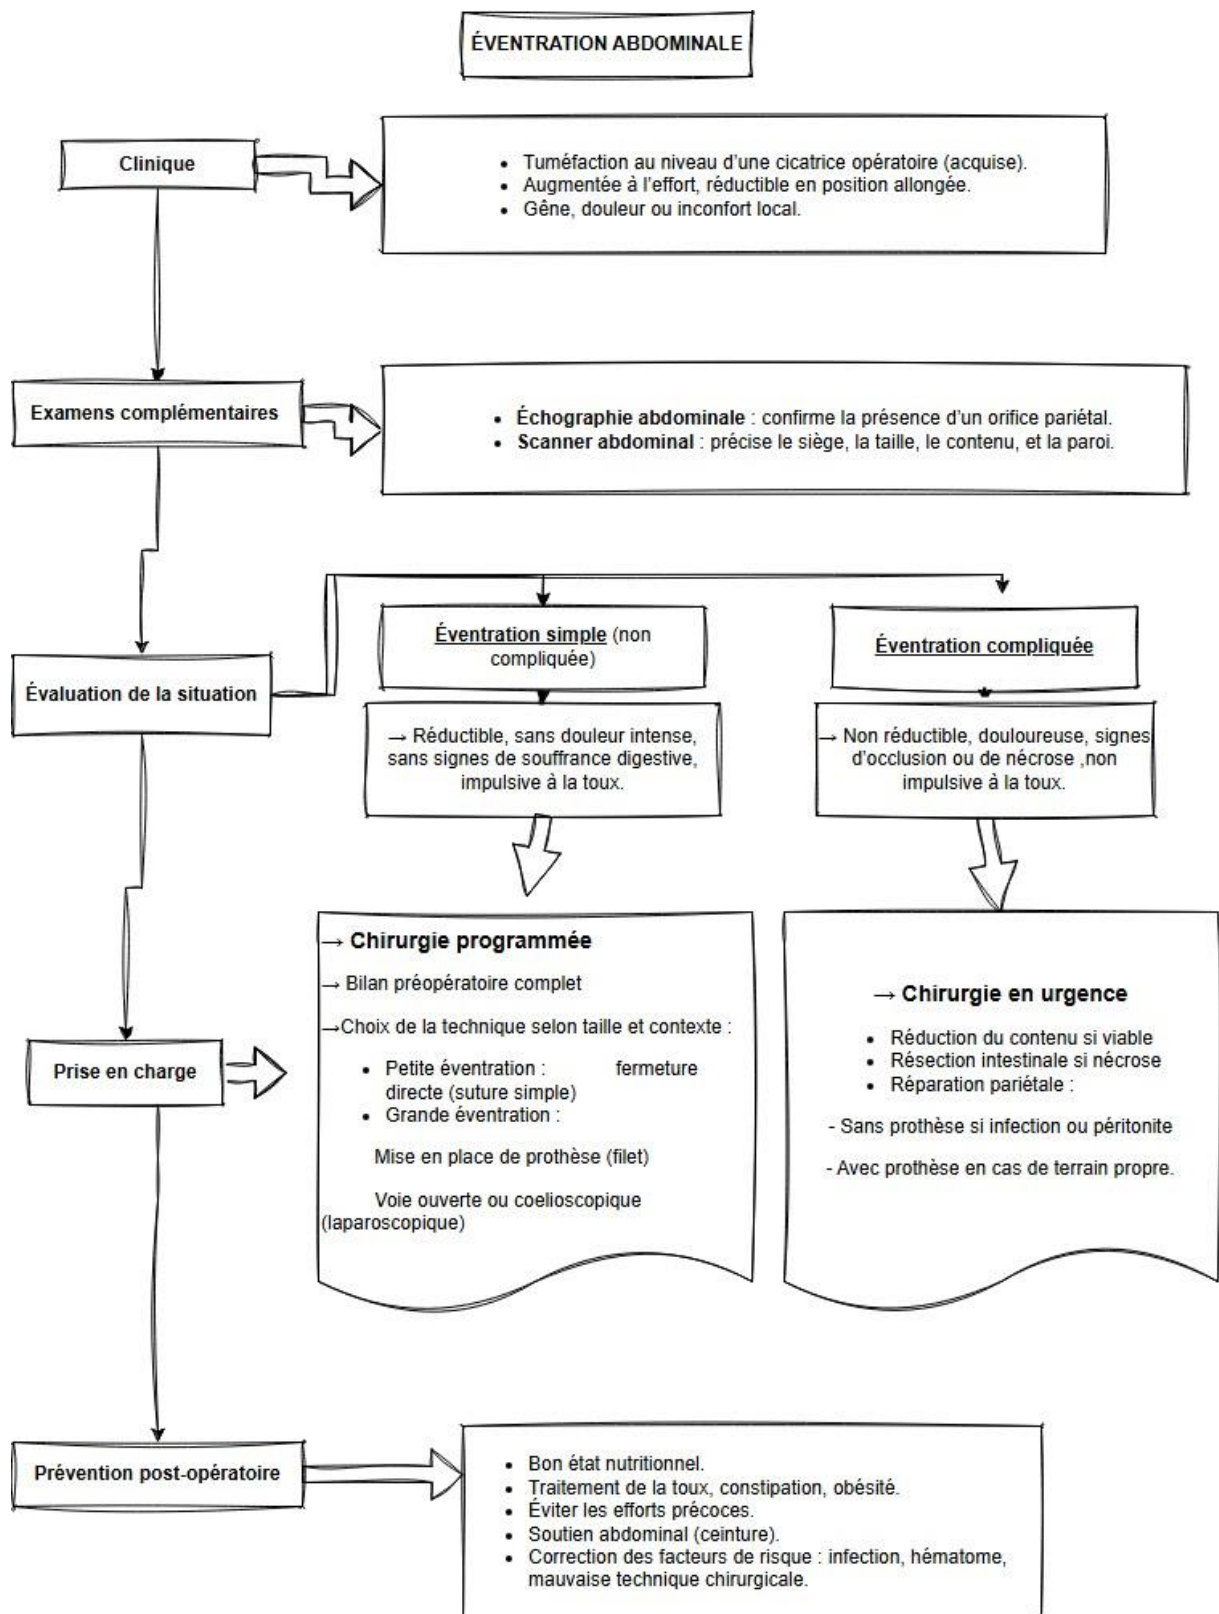 ÉVENTRATION ABDOMINALE
Clinique
• Tuméfaction au niveau d’une cicatrice opératoire (acquise).
• Augmentée à l’effort, réductible en position allongée.
• Gêne, douleur ou inconfort local.
Examens complémentaires
• Échographie abdominale : confirme la présence d’un orifice pariétal.
• Scanner abdominal : précise le siège, la taille, le contenu, et la paroi.
Évaluation de la situation
Éventration simple (non
compliquée)
→ Réductible, sans douleur intense,
sans signes de souffrance digestive,
impulsive à la toux.
Éventration compliquée
→ Non réductible, douloureuse, signes
d’occlusion ou de nécrose ,non
impulsive à la toux.
Prise en charge
→ Chirurgie programmée
→ Bilan préopératoire complet
→Choix de la technique selon taille et contexte :
• Petite éventration : fermeture
directe (suture simple)
• Grande éventration :
Mise en place de prothèse (filet)
Voie ouverte ou coelioscopique
(laparoscopique)
→ Chirurgie en urgence
• Réduction du contenu si viable
• Résection intestinale si nécrose
• Réparation pariétale :
- Sans prothèse si infection ou péritonite
- Avec prothèse en cas de terrain propre.
Prévention post-opératoire
• Bon état nutritionnel.
• Traitement de la toux, constipation, obésité.
• Éviter les efforts précoces.
• Soutien abdominal (ceinture).
• Correction des facteurs de risque : infection, hématome,
mauvaise technique chirurgicale.